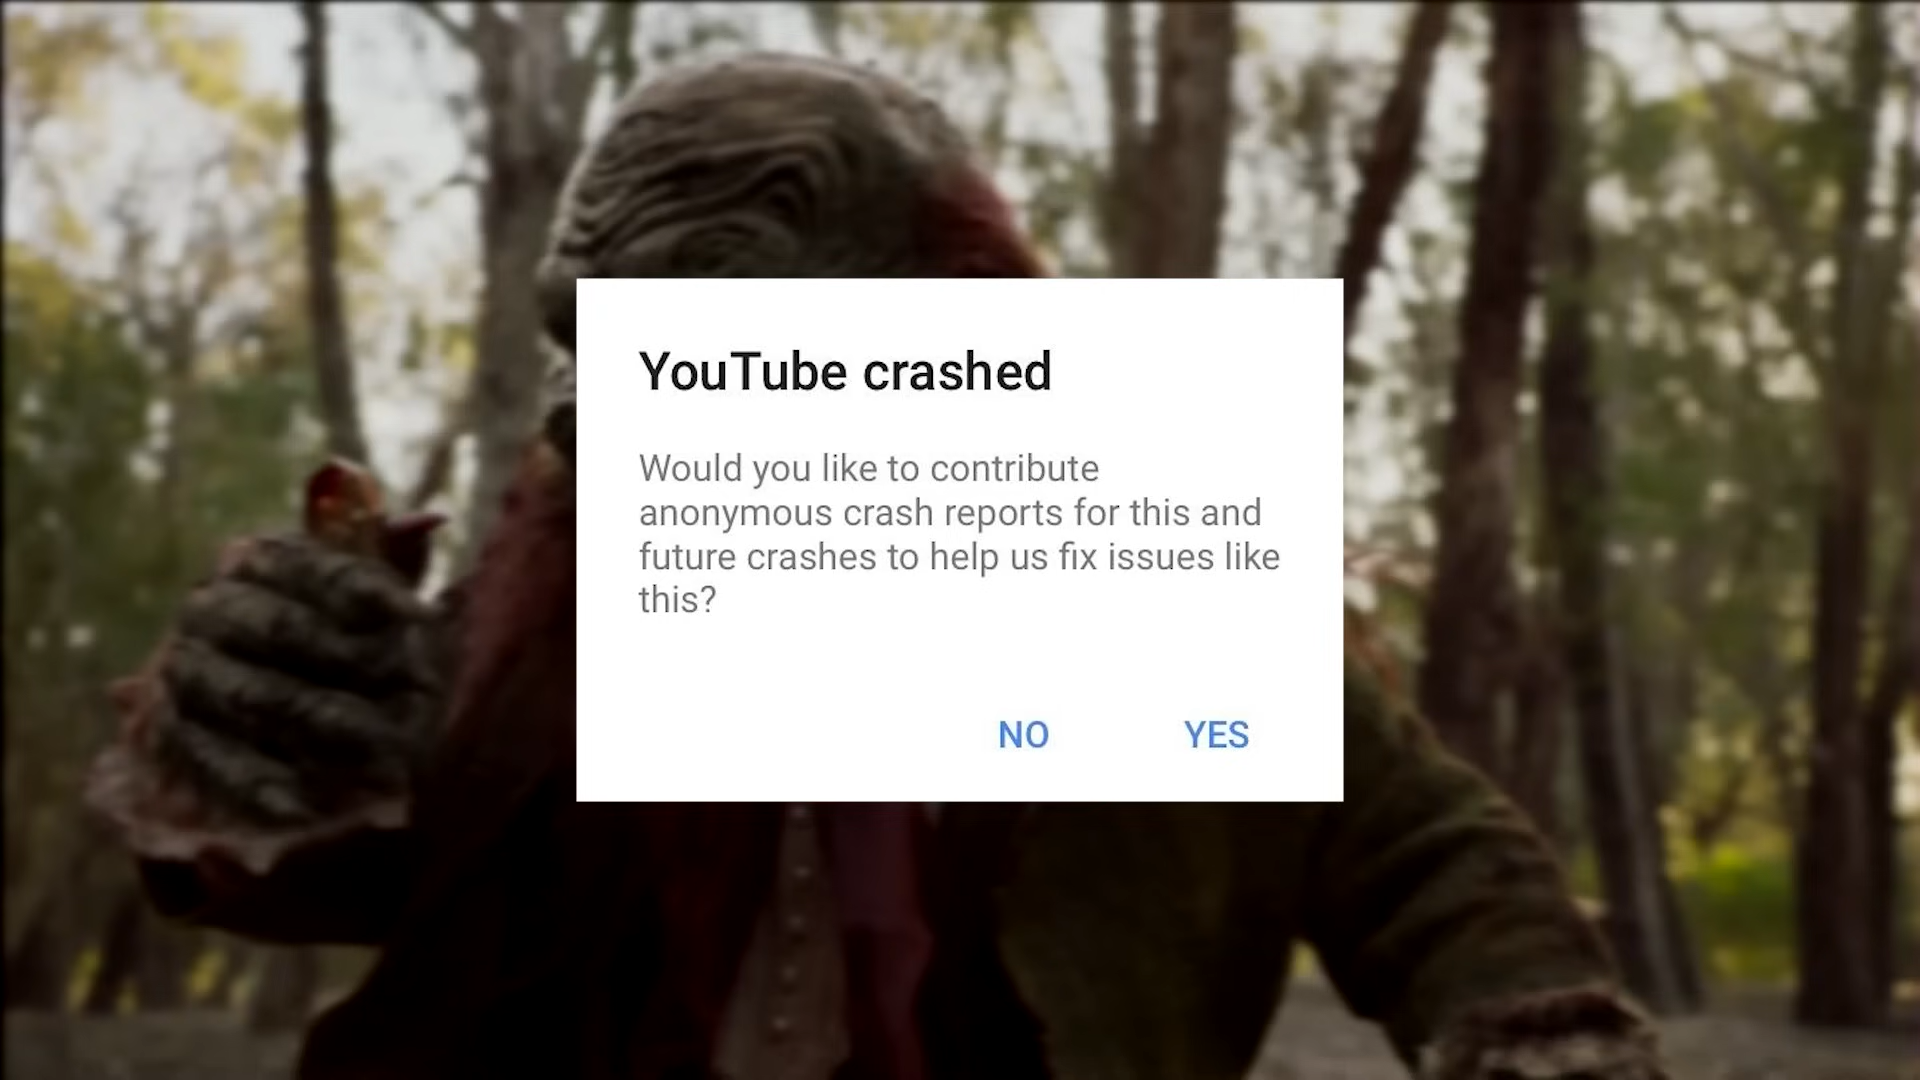 YouTube crashed
Would you like to contribute
anonymous crash reports for this and
future crashes to help us fix issues like
this?
NO YES